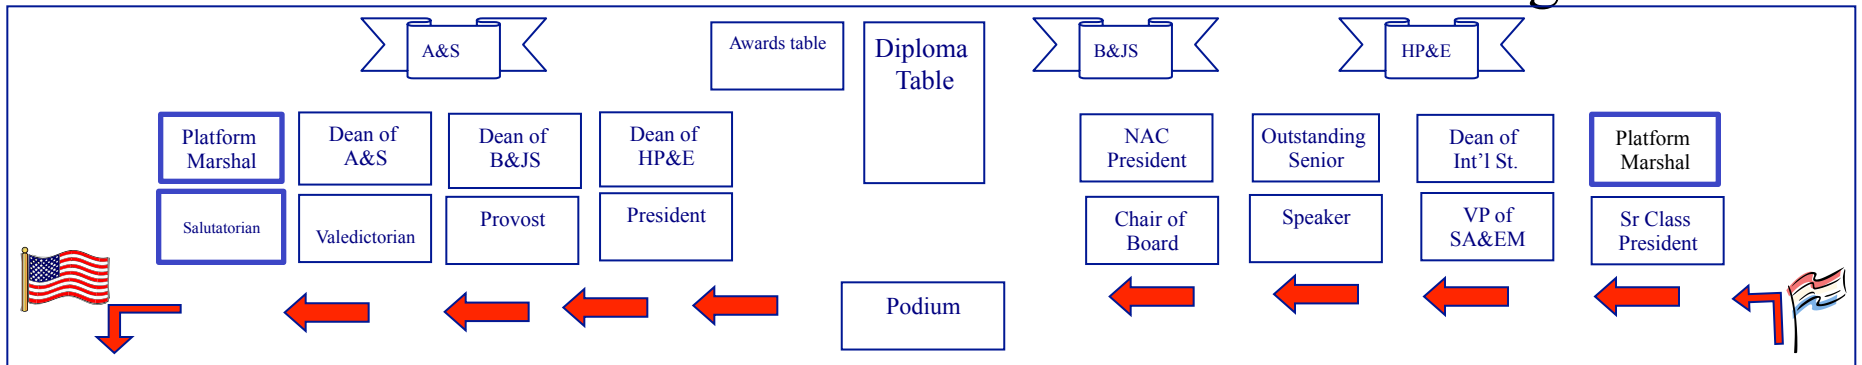 A&S
Awards table
Diploma
Table
B&JS
HP&E
Platform
Marshal
Dean of
A&S
Dean of
B&JS
Dean of
HP&E
NAC
President
Outstanding
Senior
Dean of
Int’l St.
Platform
Marshal
Salutatorian
Valedictorian
Provost
President
Chair of
Board
Speaker
VP of
SA&EM
Sr Class
President
Podium